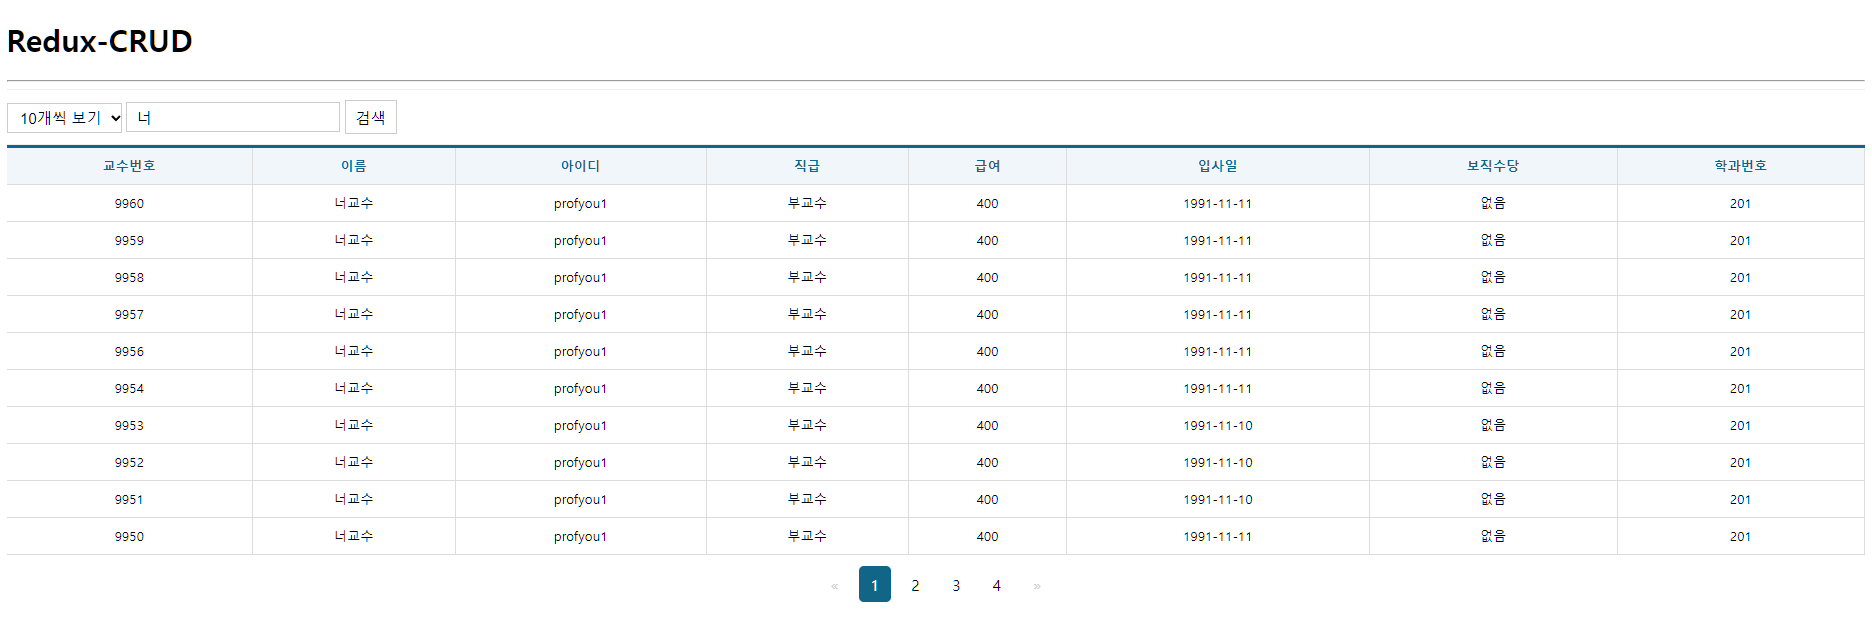 Redux-CRUD
10개씩 보기 너 검색
교수번호 이름 아이디 직급 급여 입사일 보직수당 학과번호
9960 너교수 profyou1 부교수 400 1991-11-11 없음 201
9959 너교수 profyou1 부교수 400 1991-11-11 없음 201
9958 너교수 profyou1 부교수 400 1991-11-11 없음 201
9957 너교수 profyou1 부교수 400 1991-11-11 없음 201
9956 너교수 profyou1 부교수 400 1991-11-11 없음 201
9954 너교수 profyou1 부교수 400 1991-11-11 없음 201
9953 너교수 profyou1 부교수 400 1991-11-10 없음 201
9952 너교수 profyou1 부교수 400 1991-11-10 없음 201
9951 너교수 profyou1 부교수 400 1991-11-10 없음 201
9950 너교수 profyou1 부교수 400 1991-11-11 없음 201
« 1 2 3 4 »